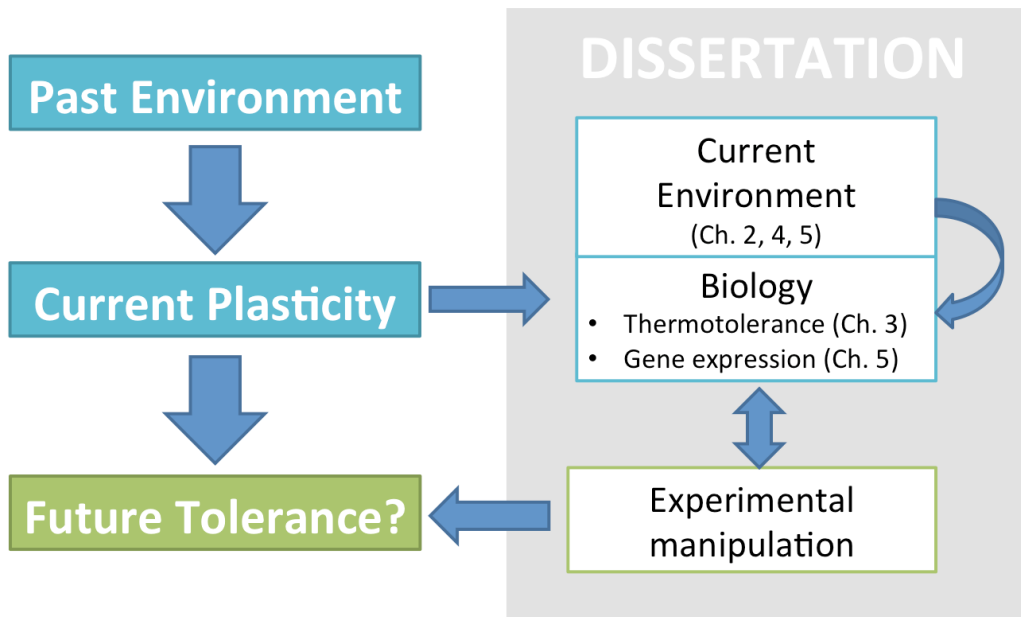 Past Environment
Current Plasticity
Future Tolerance?
DISSERTATION
Current
Environment
(Ch. 2, 4, 5)
Biology
• Thermotolerance (Ch. 3)
• Gene expression (Ch. 5)
Experimental
manipulation